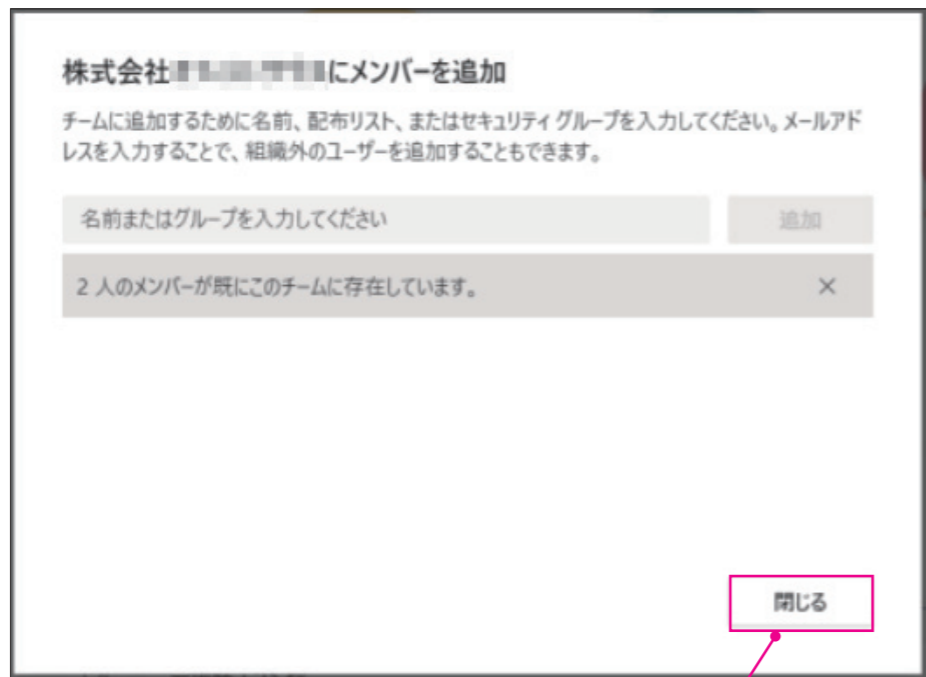 株式会社にメンバーを追加
チームに追加するために名前、配布リスト、またはセキュリティ グループを入力してください。メールアド
レスを入力することで、組織外のユーザーを追加することもできます。
名前またはグループを入力してください
追加
2 人のメンバーが既にこのチームに存在しています。
閉じる